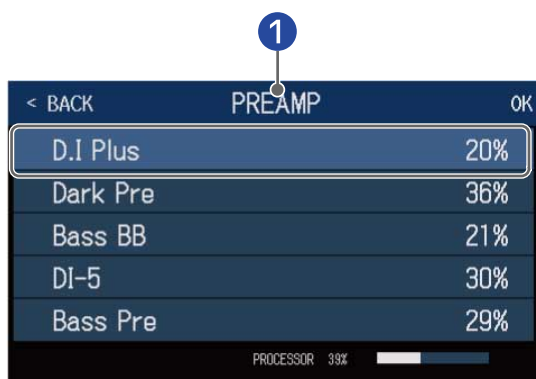 1
< BACK PREAMP OK
D.I Plus 20%
Dark Pre 36%
Bass BB 21%
DI-5 30%
Bass Pre 29%
PROCESSOR 39%